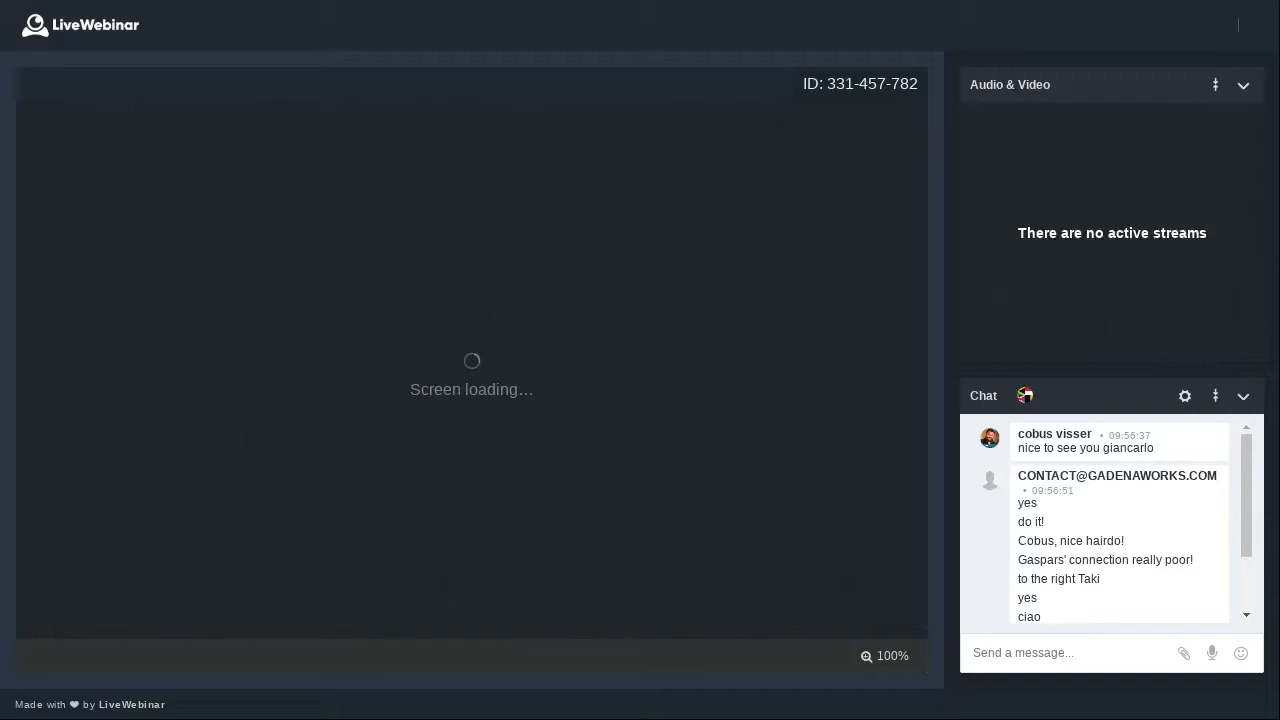 LiveWebinar
ID: 331-457-782
Audio & Video
There are no active streams
Screen loading...
Chat
cobus visser • 09:56:37
nice to see you giancarlo
CONTACT@GADENAWORKS.COM
• 09:56:51
yes
do it!
Cobus, nice hairdo!
Gaspars' connection really poor!
to the right Taki
yes
ciao
Send a message...
100%
Made with ❤ by LiveWebinar